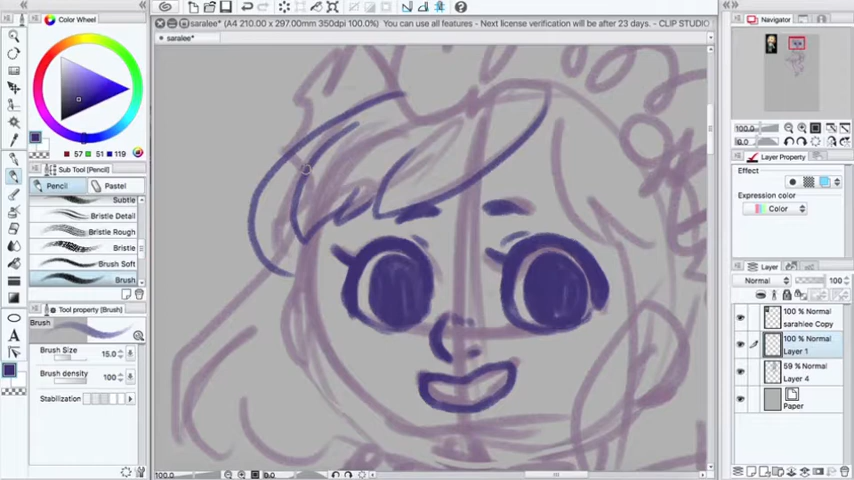 Color Wheel
57 51 119
Sub Tool [Pencil]
Pencil Pastel
Subtle
Bristle Detail
Bristle Rough
Bristle
Brush Soft
Brush
Tool property [Brush]
Brush
Brush Size 15.0
Brush density 100
Stabilization
saralee* (A4 210.00 x 297.00mm 350dpi 100.0%) * You can use all features - Next license verification will be after 23 days. - CLIP STUDIO
saralee*
100.0 0.0
Navigator
100.0
0.0
Layer Property
Effect
Expression color
Color
Layer
Normal 100
100 % Normal
sarahlee Copy
100 % Normal
Layer 1
59 % Normal
Layer 4
Paper